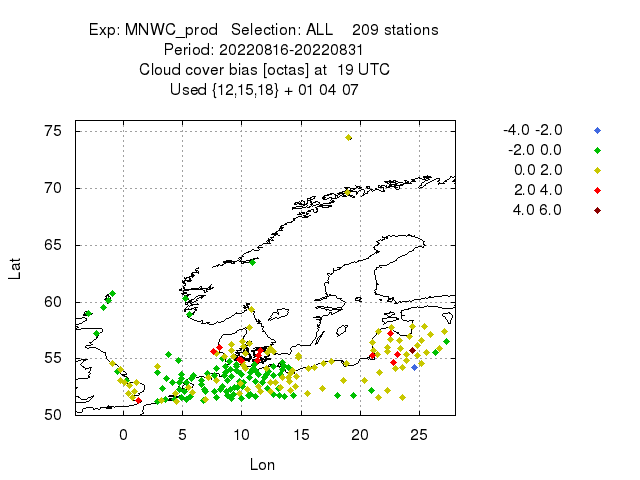 Exp: MNWC_prod   Selection: ALL    209 stations
Period: 20220816-20220831
Cloud cover bias [octas] at  19 UTC
Used {12,15,18} + 01 04 07
-4.0 -2.0
-2.0 0.0
0.0 2.0
2.0 4.0
4.0 6.0
75
70
65
60
55
50
Lat
0 5 10 15 20 25
Lon